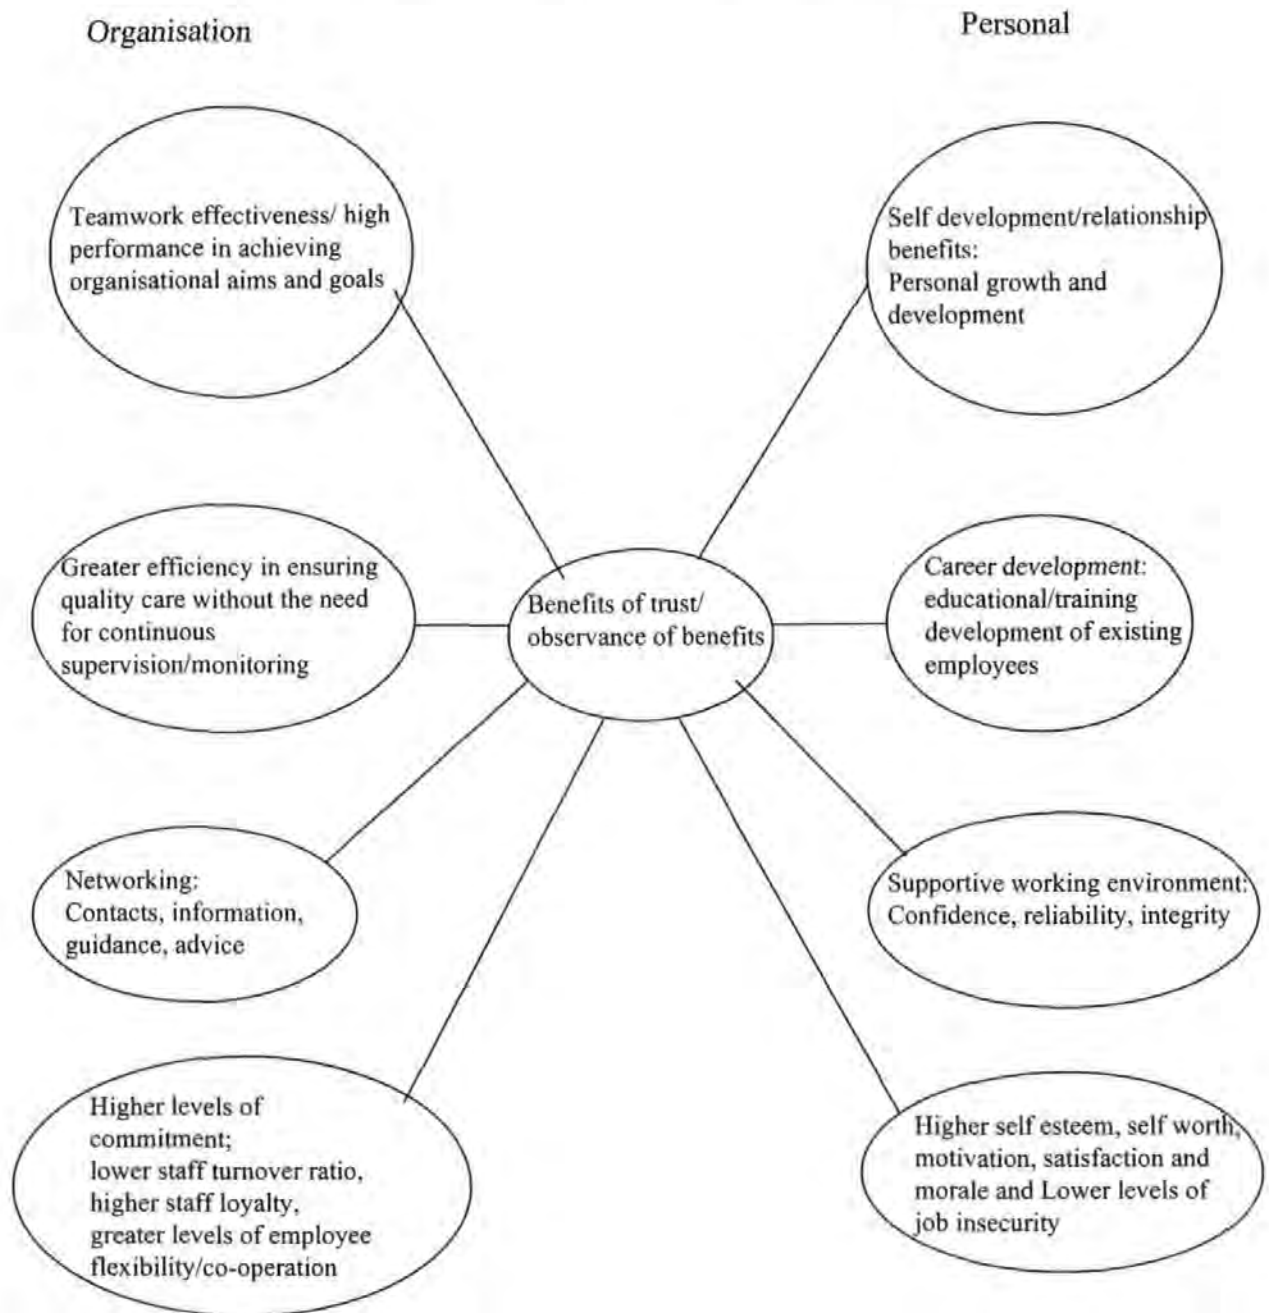 Organisation
Personal
Teamwork effectiveness/ high
performance in achieving
organisational aims and goals
Self development/relationship
benefits:
Personal growth and
development
Greater efficiency in ensuring
quality care without the need
for continuous
supervision/monitoring
Benefits of trust/
observance of benefits
Career development:
educational/training
development of existing
employees
Networking:
Contacts, information,
guidance, advice
Supportive working environment:
Confidence, reliability, integrity
Higher levels of
commitment;
lower staff turnover ratio,
higher staff loyalty,
greater levels of employee
flexibility/co-operation
Higher self esteem, self worth,
motivation, satisfaction and
morale and Lower levels of
job insecurity